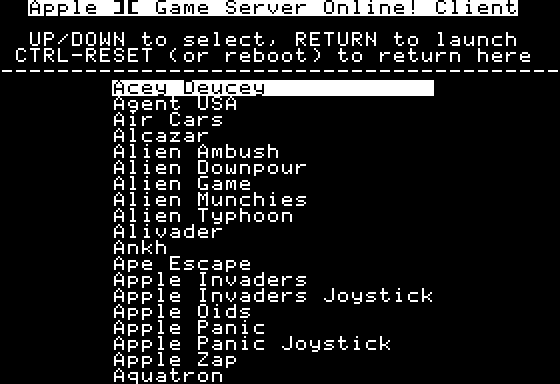 Apple ][ Game Server Online! Client
UP/DOWN to select, RETURN to launch
CTRL-RESET (or reboot) to return here
Acey Deucey
Agent USA
Air Cars
Alcazar
Alien Ambush
Alien Downpour
Alien Game
Alien Munchies
Alien Typhoon
Alivader
Ankh
Ape Escape
Apple Invaders
Apple Invaders Joystick
Apple Oids
Apple Panic
Apple Panic Joystick
Apple Zap
Aquatron